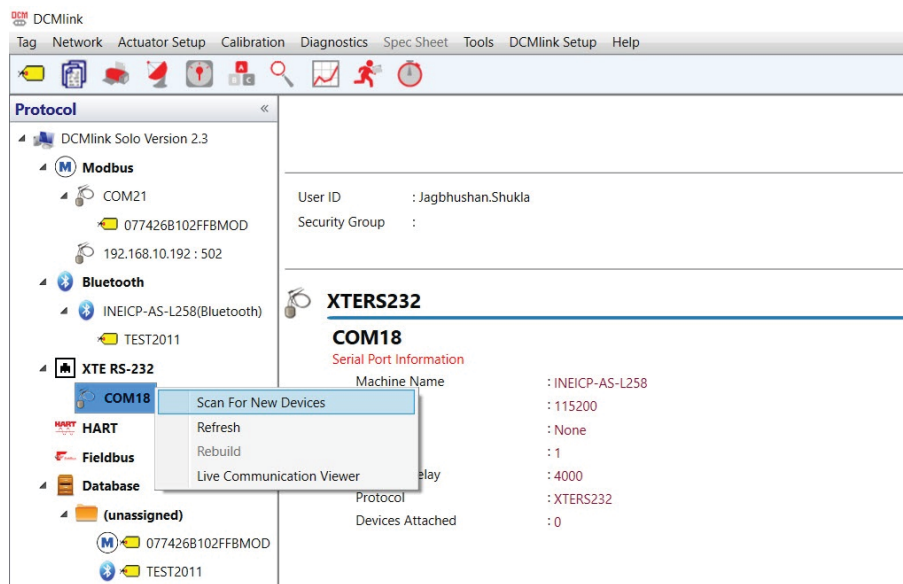 DCM DCMlink
Tag Network Actuator Setup Calibration Diagnostics Spec Sheet Tools DCMlink Setup Help
A B C
Protocol «
DCMlink Solo Version 2.3
M Modbus
COM21
077426B102FFBMOD
192.168.10.192 : 502
Bluetooth
INEICP-AS-L258(Bluetooth)
TEST2011
XTE RS-232
COM18
HART HART
Fieldbus
Database
(unassigned)
M 077426B102FFBMOD
TEST2011
Scan For New Devices
Refresh
Rebuild
Live Communication Viewer
User ID : Jagbhushan.Shukla
Security Group :
XTERS232
COM18
Serial Port Information
Machine Name : INEICP-AS-L258
: 115200
: None
: 1
elay : 4000
Protocol : XTERS232
Devices Attached : 0